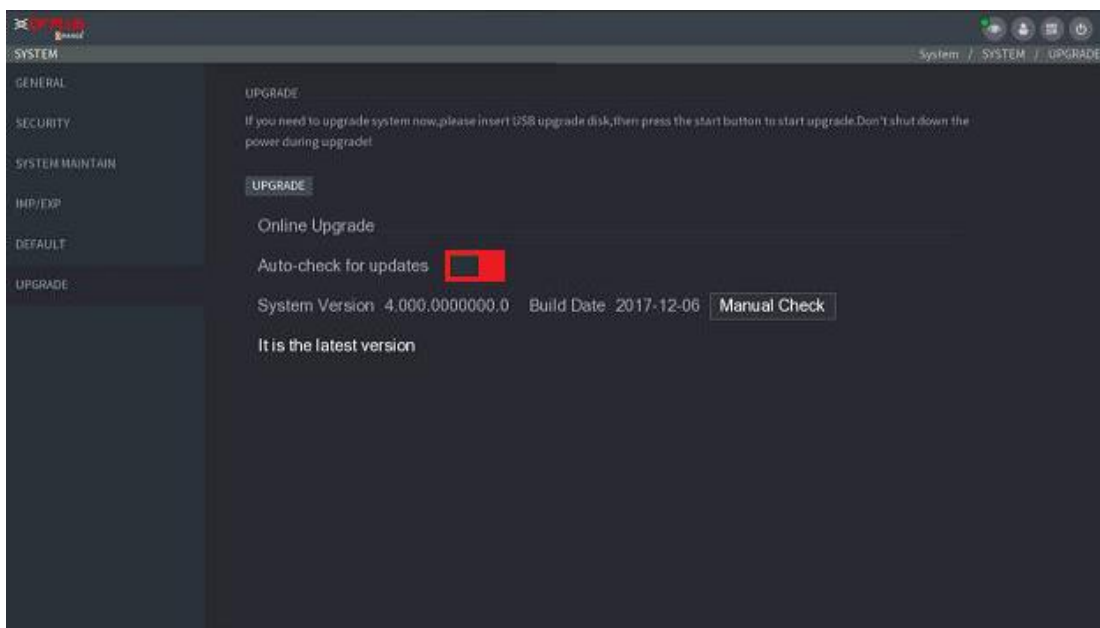 SYSTEM
System / SYSTEM / UPGRADE
GENERAL
SECURITY
SYSTEM MAINTAIN
IMP/EXP
DEFAULT
UPGRADE
UPGRADE
If you need to upgrade system now,please insert USB upgrade disk,then press the start button to start upgrade.Don't shut down the
power during upgrade!
UPGRADE
Online Upgrade
Auto-check for updates
System Version 4.000.0000000.0 Build Date 2017-12-06 Manual Check
It is the latest version